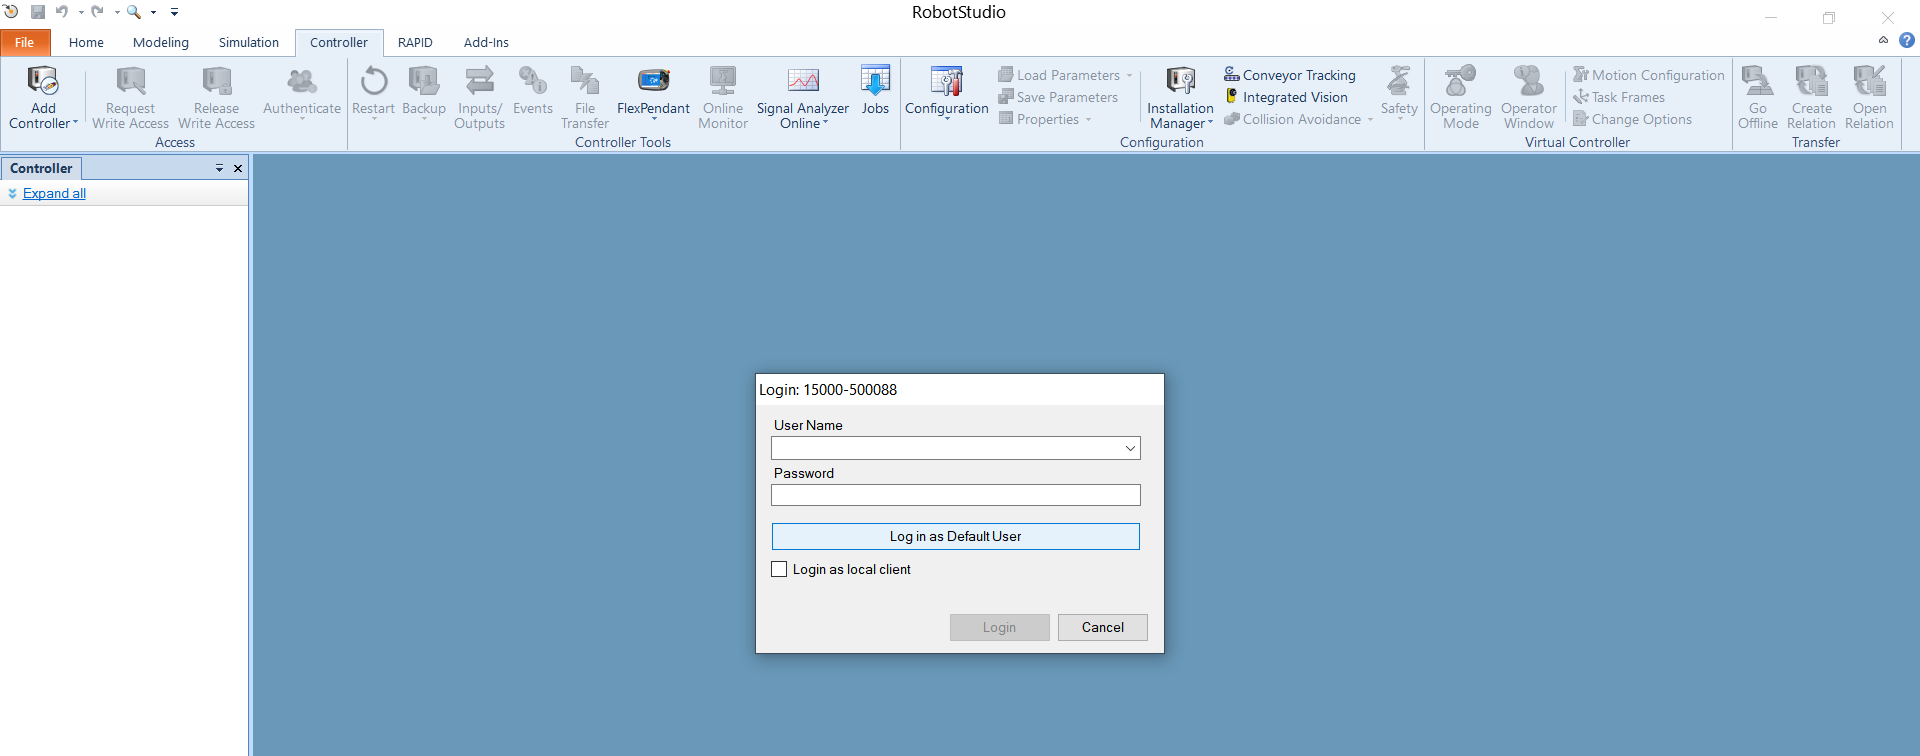 RobotStudio
File Home Modeling Simulation Controller RAPID Add-Ins
Add Controller
Request Write Access
Release Write Access
Authenticate
Access
Restart
Backup
Inputs/ Outputs
Events
File Transfer
FlexPendant
Online Monitor
Signal Analyzer Online
Jobs
Controller Tools
Configuration
Load Parameters
Save Parameters
Properties
Installation Manager
Conveyor Tracking
Integrated Vision
Collision Avoidance
Safety
Configuration
Operating Mode
Operator Window
Motion Configuration
Task Frames
Change Options
Virtual Controller
Go Offline
Create Relation
Open Relation
Transfer
Controller
Expand all
Login: 15000-500088
User Name
Password
Log in as Default User
Login as local client
Login Cancel